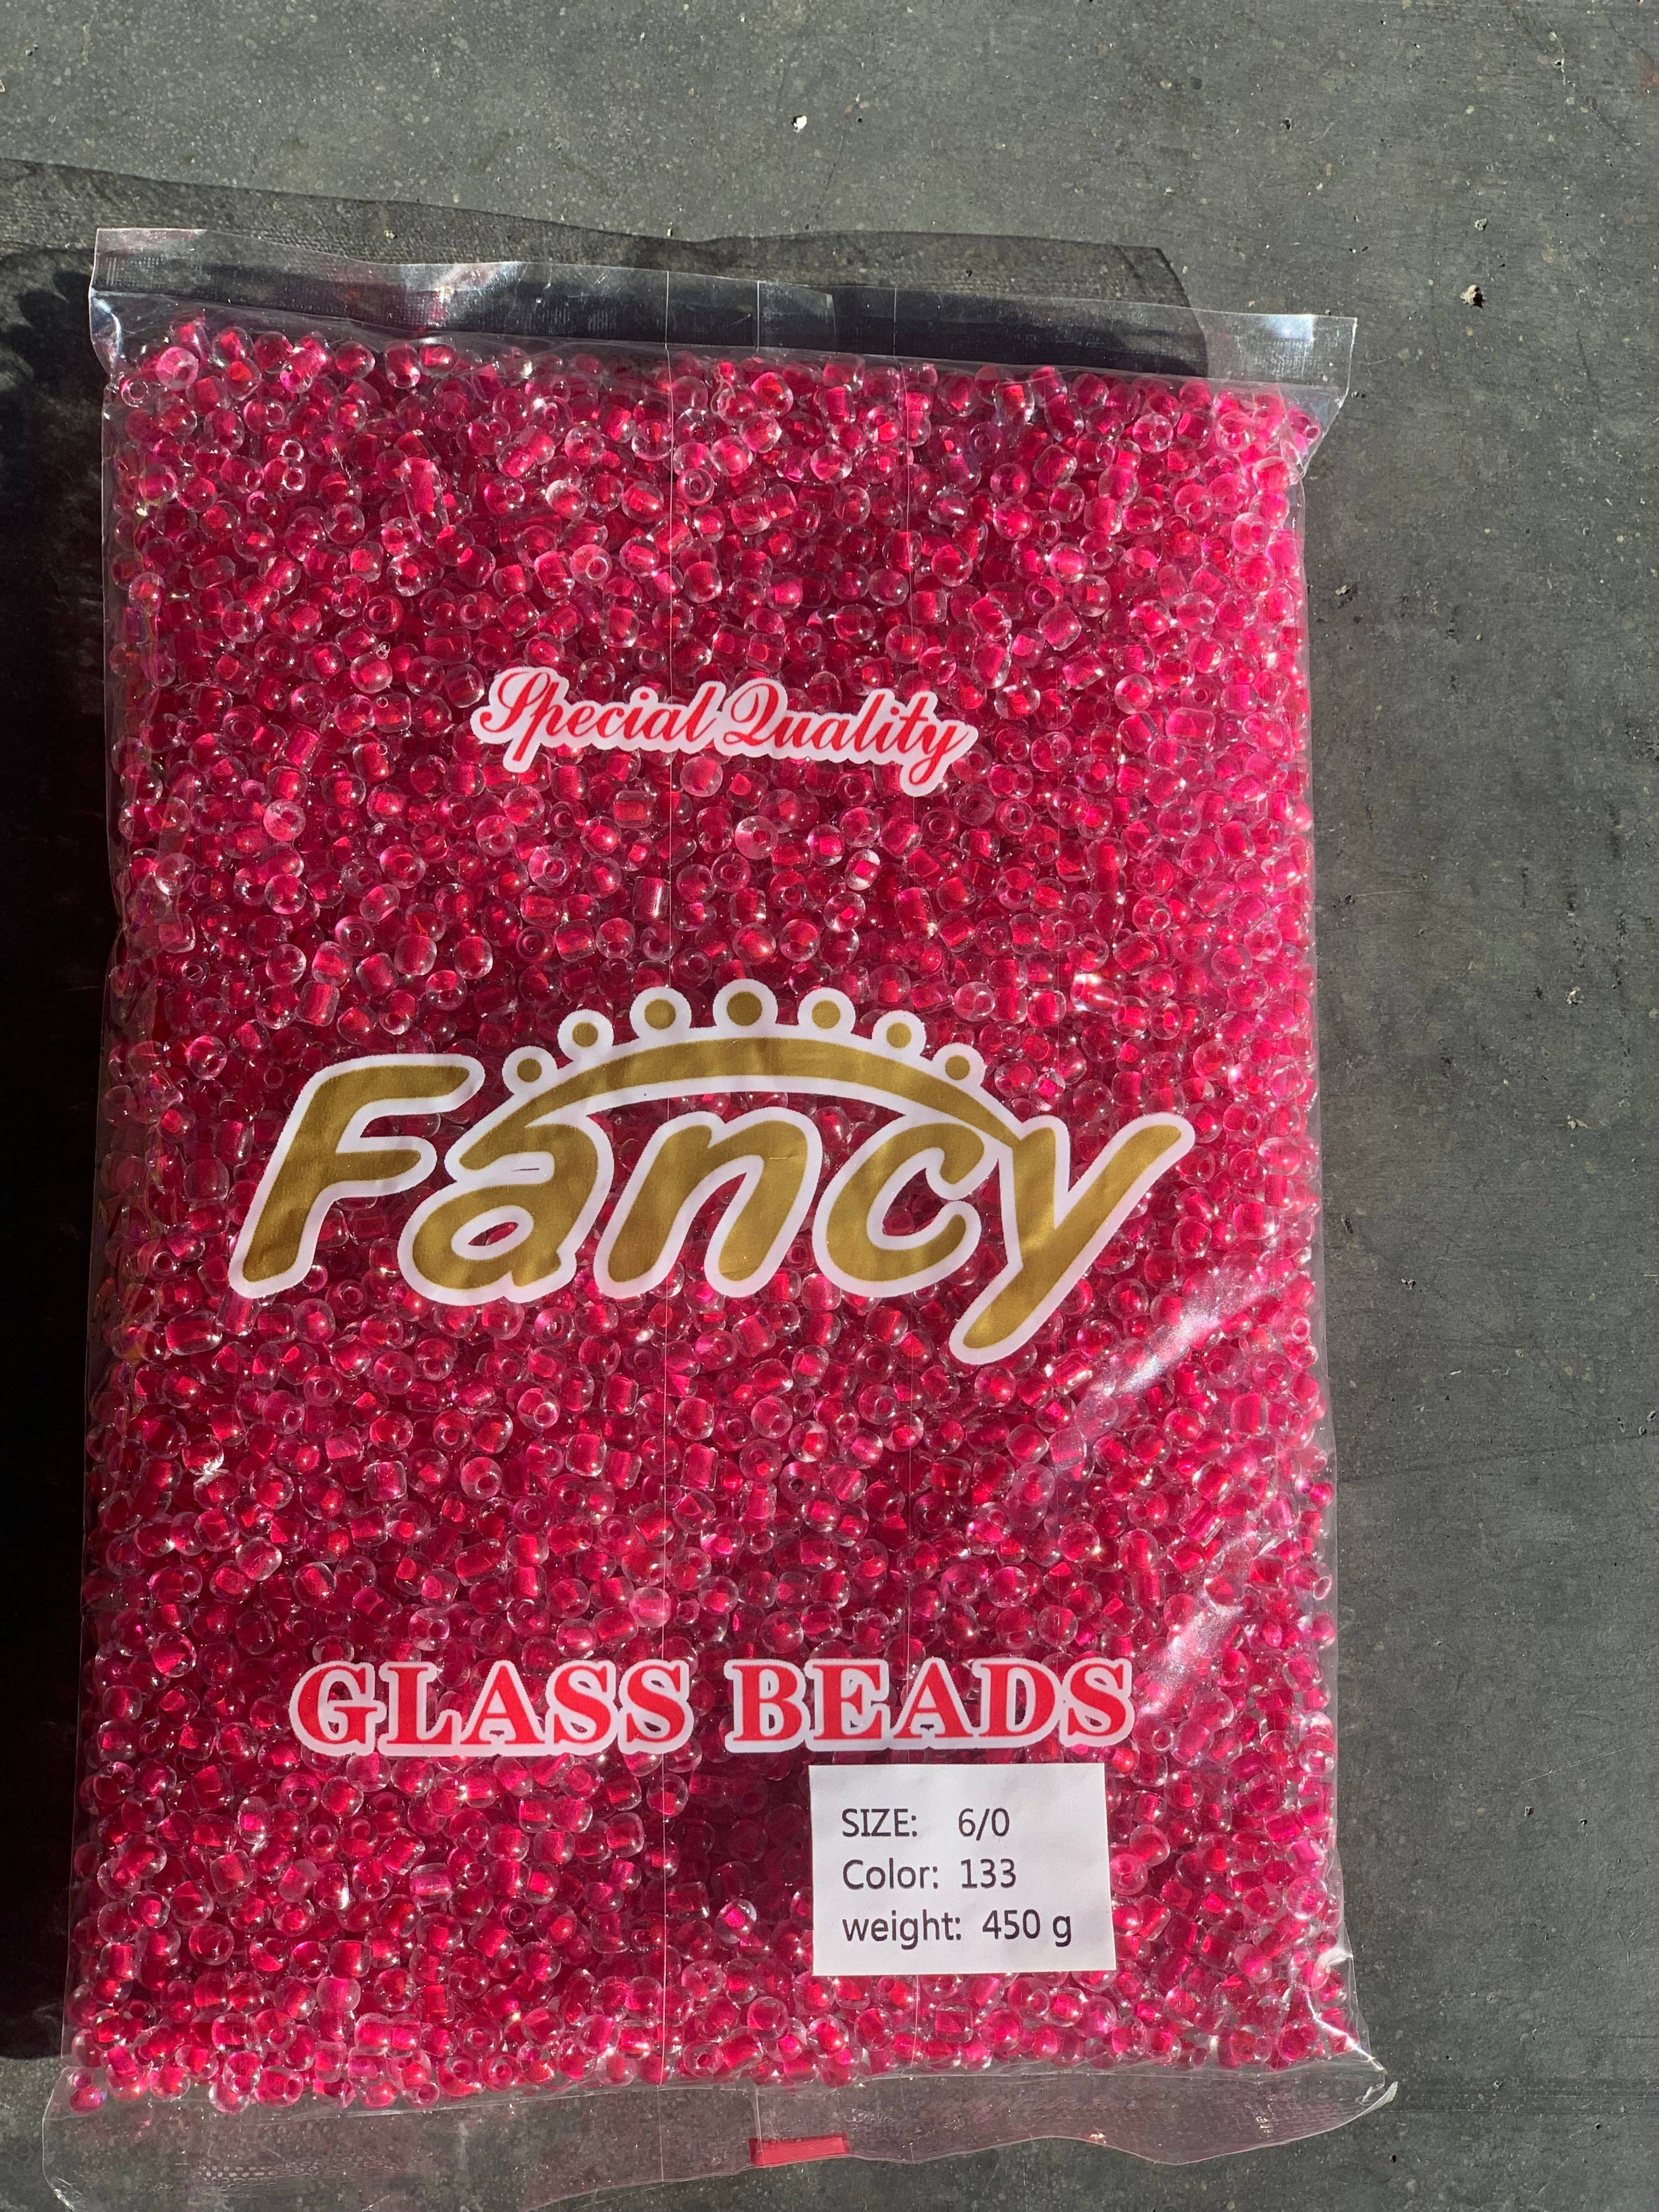 Special Quality
Fancy
GLASS BEADS
SIZE: 6/0
Color: 133
weight: 450 g